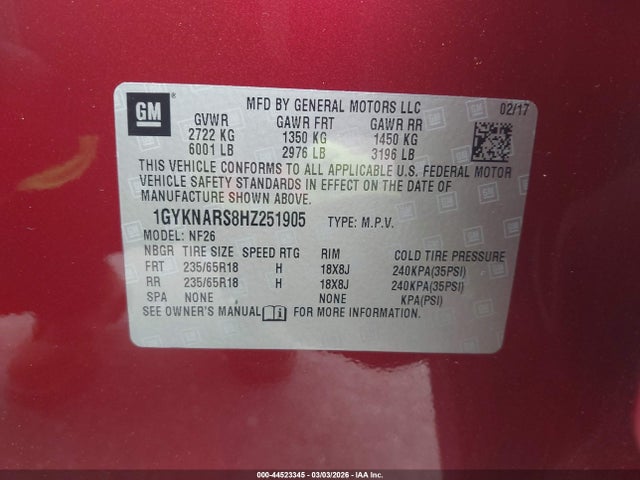 GM
MFD BY GENERAL MOTORS LLC 02/17
GVWR GAWR FRT GAWR RR
2722 KG 1350 KG 1450 KG
6001 LB 2976 LB 3196 LB
THIS VEHICLE CONFORMS TO ALL APPLICABLE U.S. FEDERAL MOTOR
VEHICLE SAFETY STANDARDS IN EFFECT ON THE DATE OF
MANUFACTURE SHOWN ABOVE.
1GYKNARS8HZ251905 TYPE: M.P.V.
MODEL: NF26
NBGR TIRE SIZE SPEED RTG RIM COLD TIRE PRESSURE
FRT 235/65R18 H 18X8J 240KPA(35PSI)
RR 235/65R18 H 18X8J 240KPA(35PSI)
SPA NONE NONE KPA(PSI)
SEE OWNER'S MANUAL FOR MORE INFORMATION.
000-44523345 - 03/03/2026 - IAA Inc.